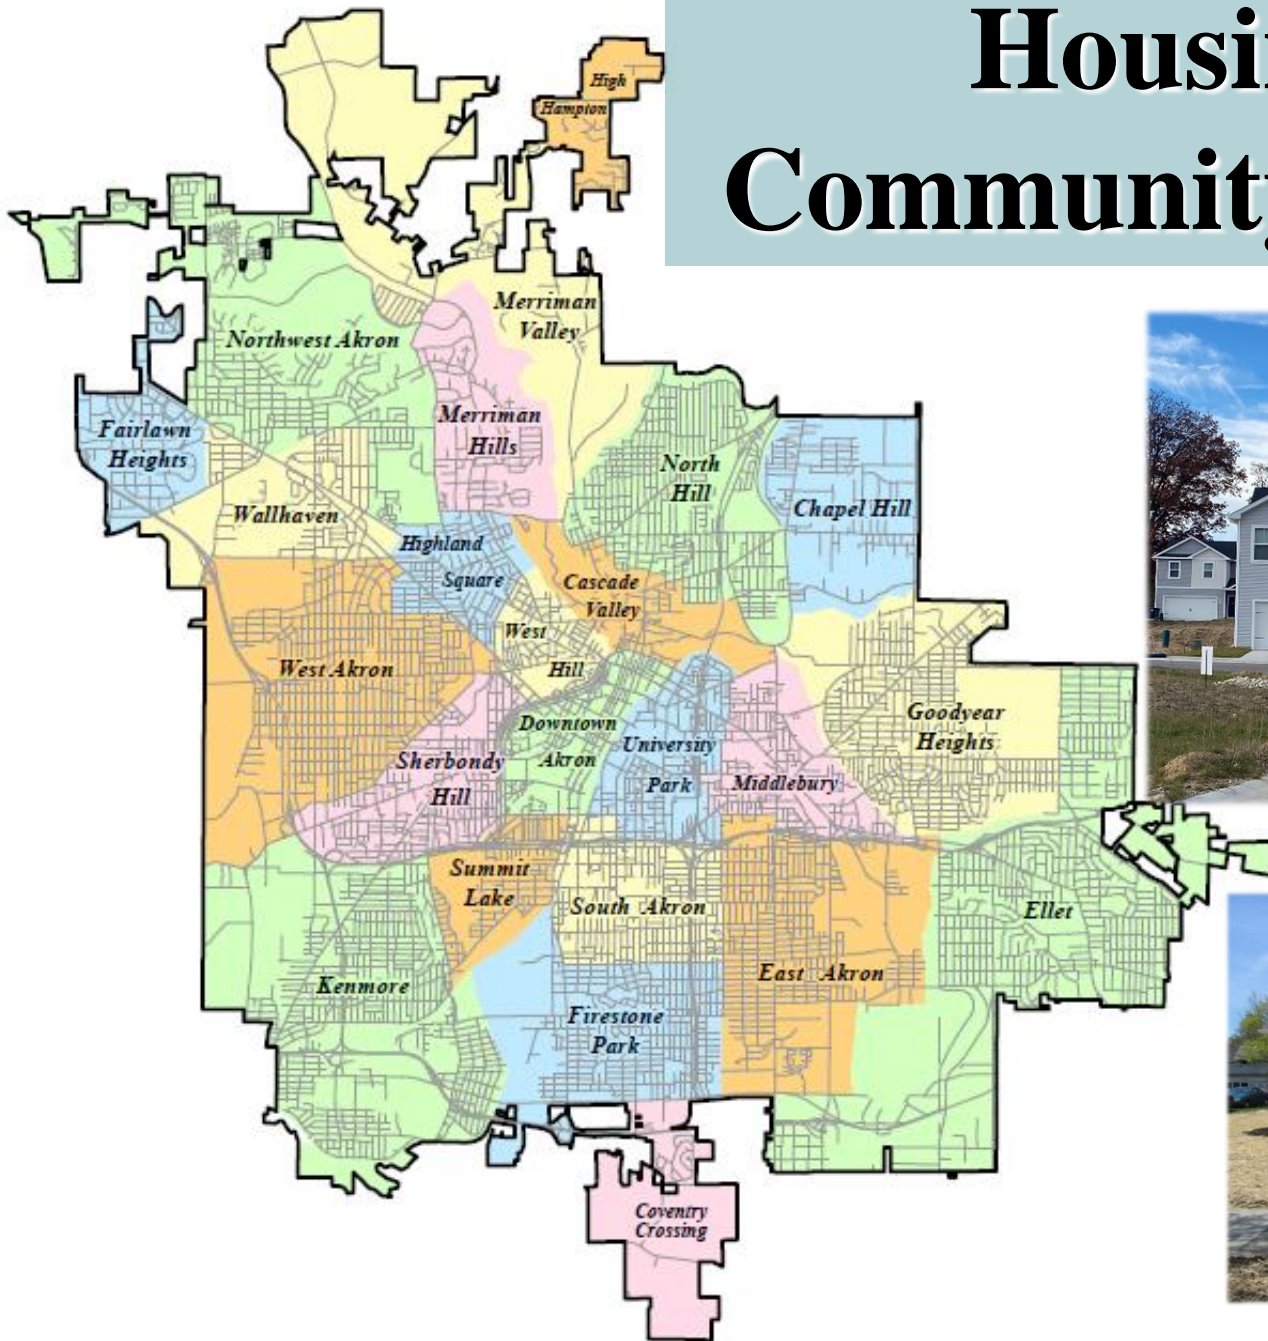 Housi
Community
High
Hampton
Merriman
Valley
Northwest Akron
Merriman
Hills
Fairlawn
Heights
North
Hill
Wallhaven
Chapel Hill
Highland
Square
Cascade
Valley
West
Hill
West Akron
Downtown
Akron
University
Park
Goodyear
Heights
Sherbondy
Hill
Middlebury
Summit
Lake
South Akron
Ellet
East Akron
Kenmore
Firestone
Park
Coventry
Crossing